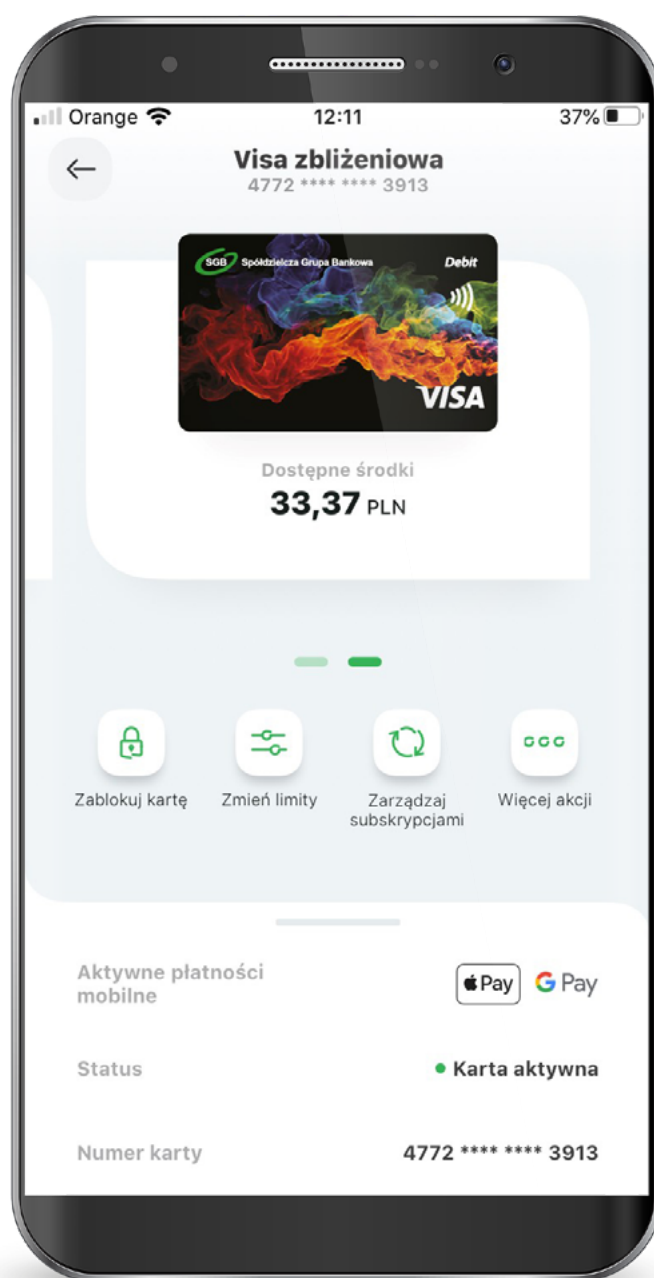 Orange 12:11 37%
Visa zbliżeniowa
4772 **** **** 3913
SGB Spółdzielcza Grupa Bankowa Debit
VISA
Dostępne środki
33,37 PLN
Zablokuj kartę Zmień limity Zarządzaj subskrypcjami Więcej akcji
Aktywne płatności
mobilne
Pay G Pay
Status Karta aktywna
Numer karty 4772 **** **** 3913